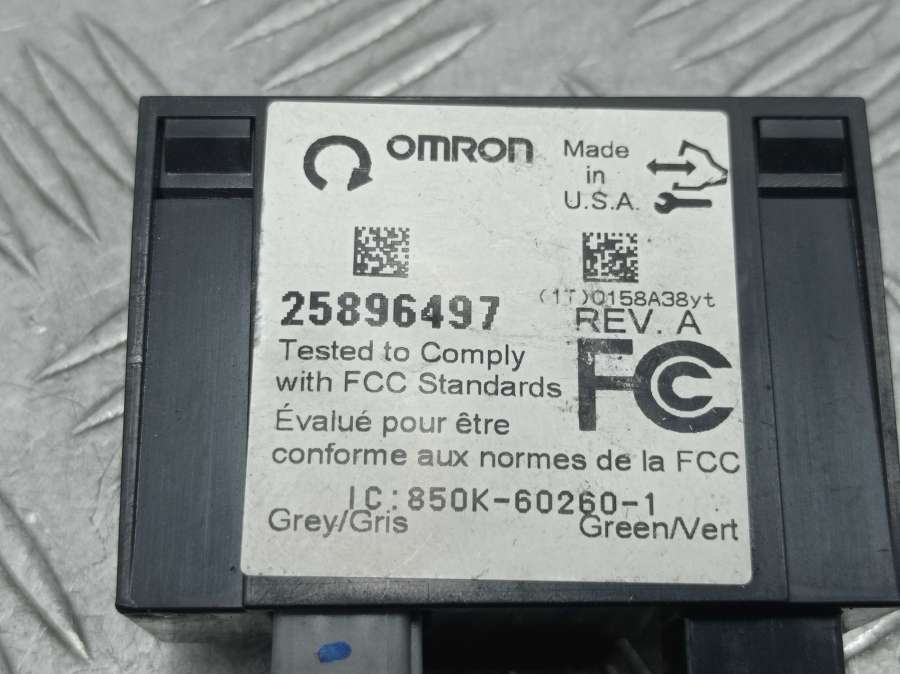 OMRON
Made
in
U.S.A.
25896497
(1T)0158A38yt
REV. A
Tested to Comply
with FCC Standards
FC
Évalué pour être
conforme aux normes de la FCC
IC:850K-60260-1
Grey/Gris
Green/Vert